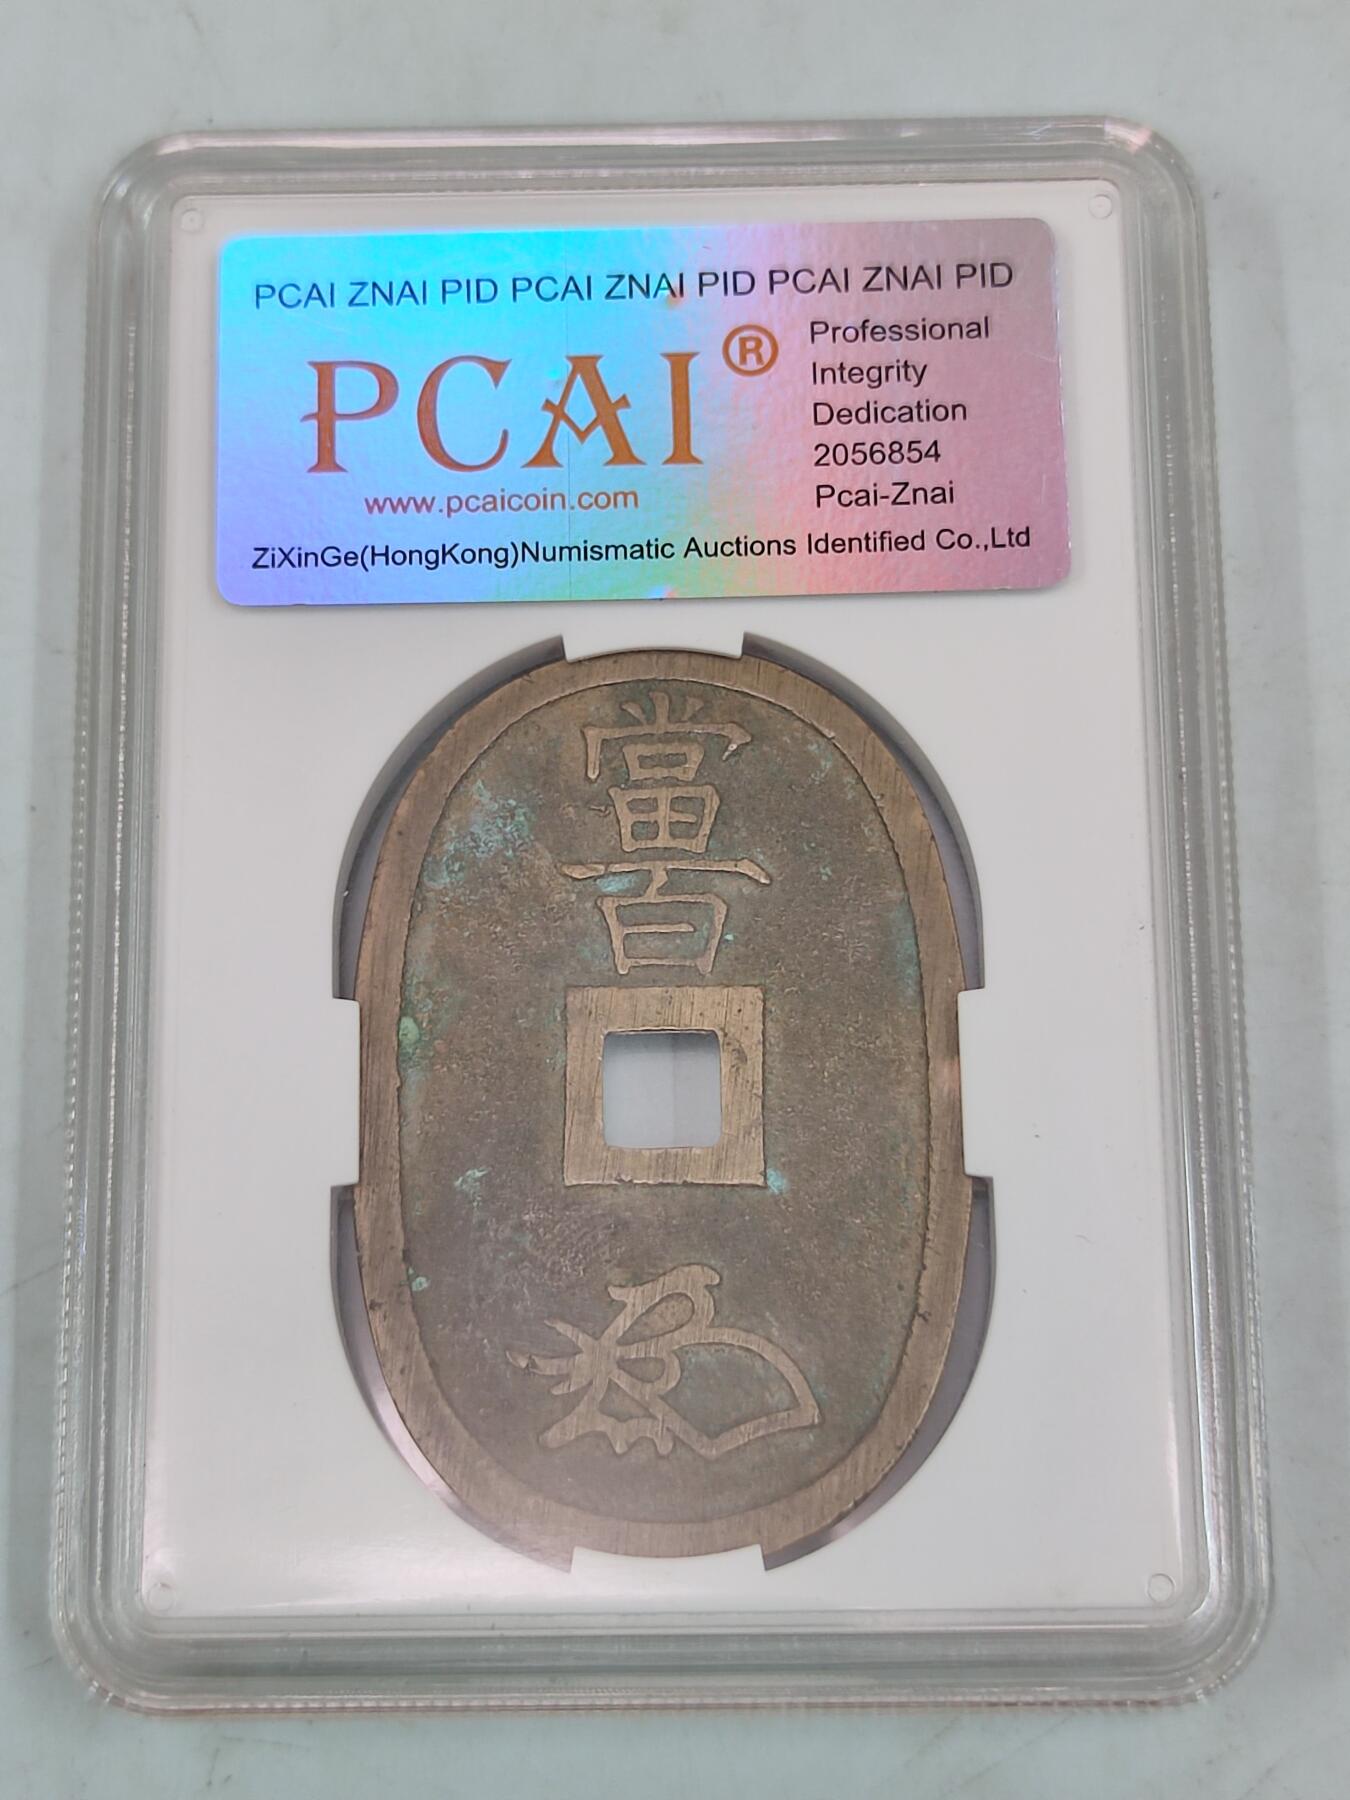 PCAI ZNAI PID PCAI ZNAI PID PCAI ZNAI PID
PCAI®
www.pcaicoin.com
Professional
Integrity
Dedication
2056854
Pcai-Znai
ZiXinGe(HongKong)Numismatic Auctions Identified Co.,Ltd
當
百